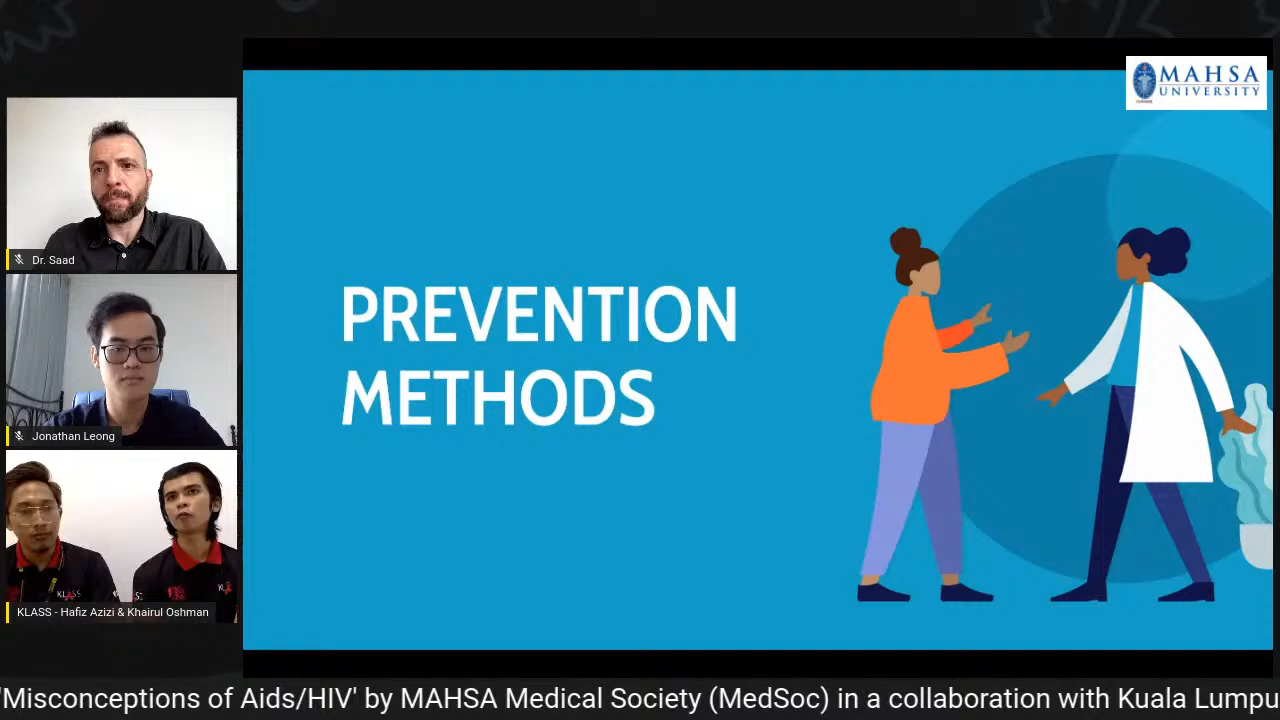 MAHSA
UNIVERSITY
Dr. Saad
PREVENTION
METHODS
Jonathan Leong
KLASS - Hafiz Azizi & Khairul Oshman
'Misconceptions of Aids/HIV' by MAHSA Medical Society (MedSoc) in a collaboration with Kuala Lumpu